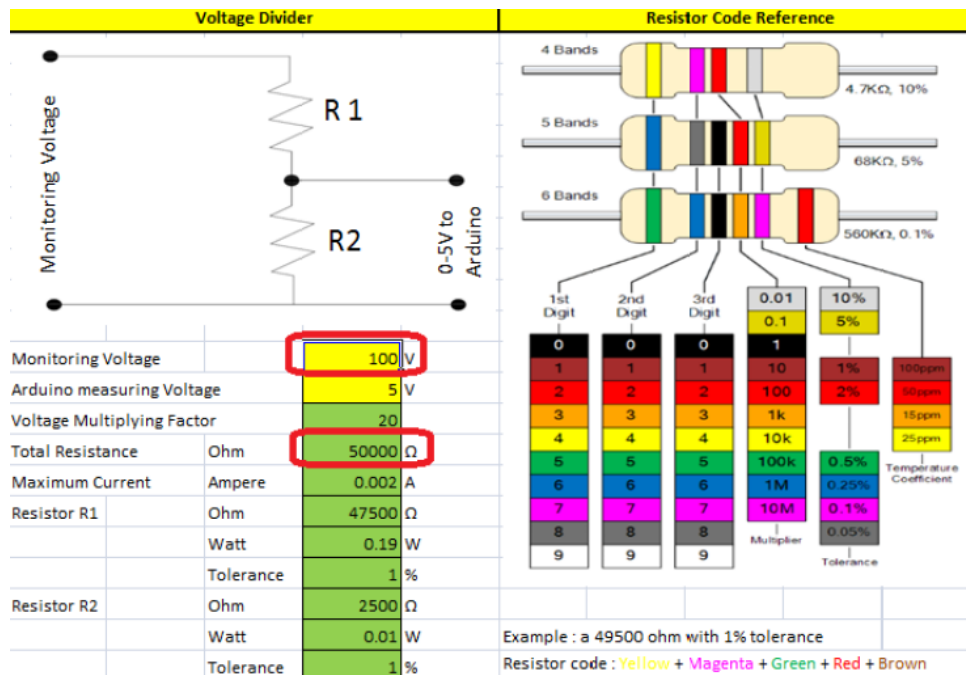 Voltage Divider
Resistor Code Reference
Monitoring Voltage
R 1
R2
0-5V to
Arduino
4 Bands
4.7KΩ, 10%
5 Bands
68KΩ, 5%
6 Bands
560KΩ, 0.1%
1st Digit
2nd Digit
3rd Digit
0.01 10%
0.1 5%
0 0 0 1
1 1 1 10 1% 100ppm
2 2 2 100 2% 50ppm
3 3 3 1k 15ppm
4 4 4 10k 25ppm
5 5 5 100k 0.5%
6 6 6 1M 0.25%
7 7 7 10M 0.1%
8 8 8 0.05%
9 9 9
Multiplier
Tolerance
Temperature
Coefficient
Monitoring Voltage 100 V
Arduino measuring Voltage 5 V
Voltage Multiplying Factor 20
Total Resistance Ohm 50000 Ω
Maximum Current Ampere 0.002 A
Resistor R1 Ohm 47500 Ω
Watt 0.19 W
Tolerance 1 %
Resistor R2 Ohm 2500 Ω
Watt 0.01 W
Tolerance 1 %
Example : a 49500 ohm with 1% tolerance
Resistor code : Yellow + Magenta + Green + Red + Brown